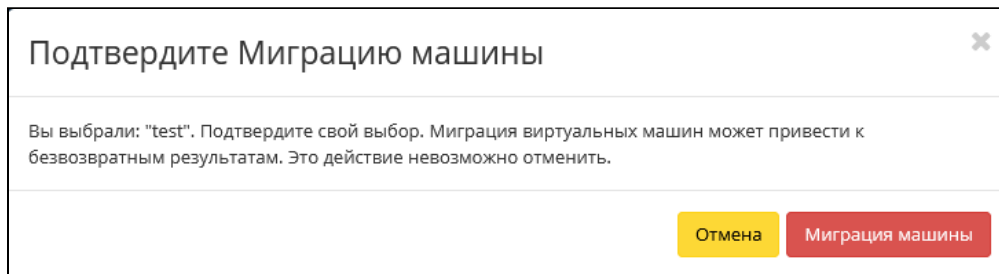 Подтвердите Миграцию машины
Вы выбрали: "test". Подтвердите свой выбор. Миграция виртуальных машин может привести к
безвозвратным результатам. Это действие невозможно отменить.
Отмена
Миграция машины